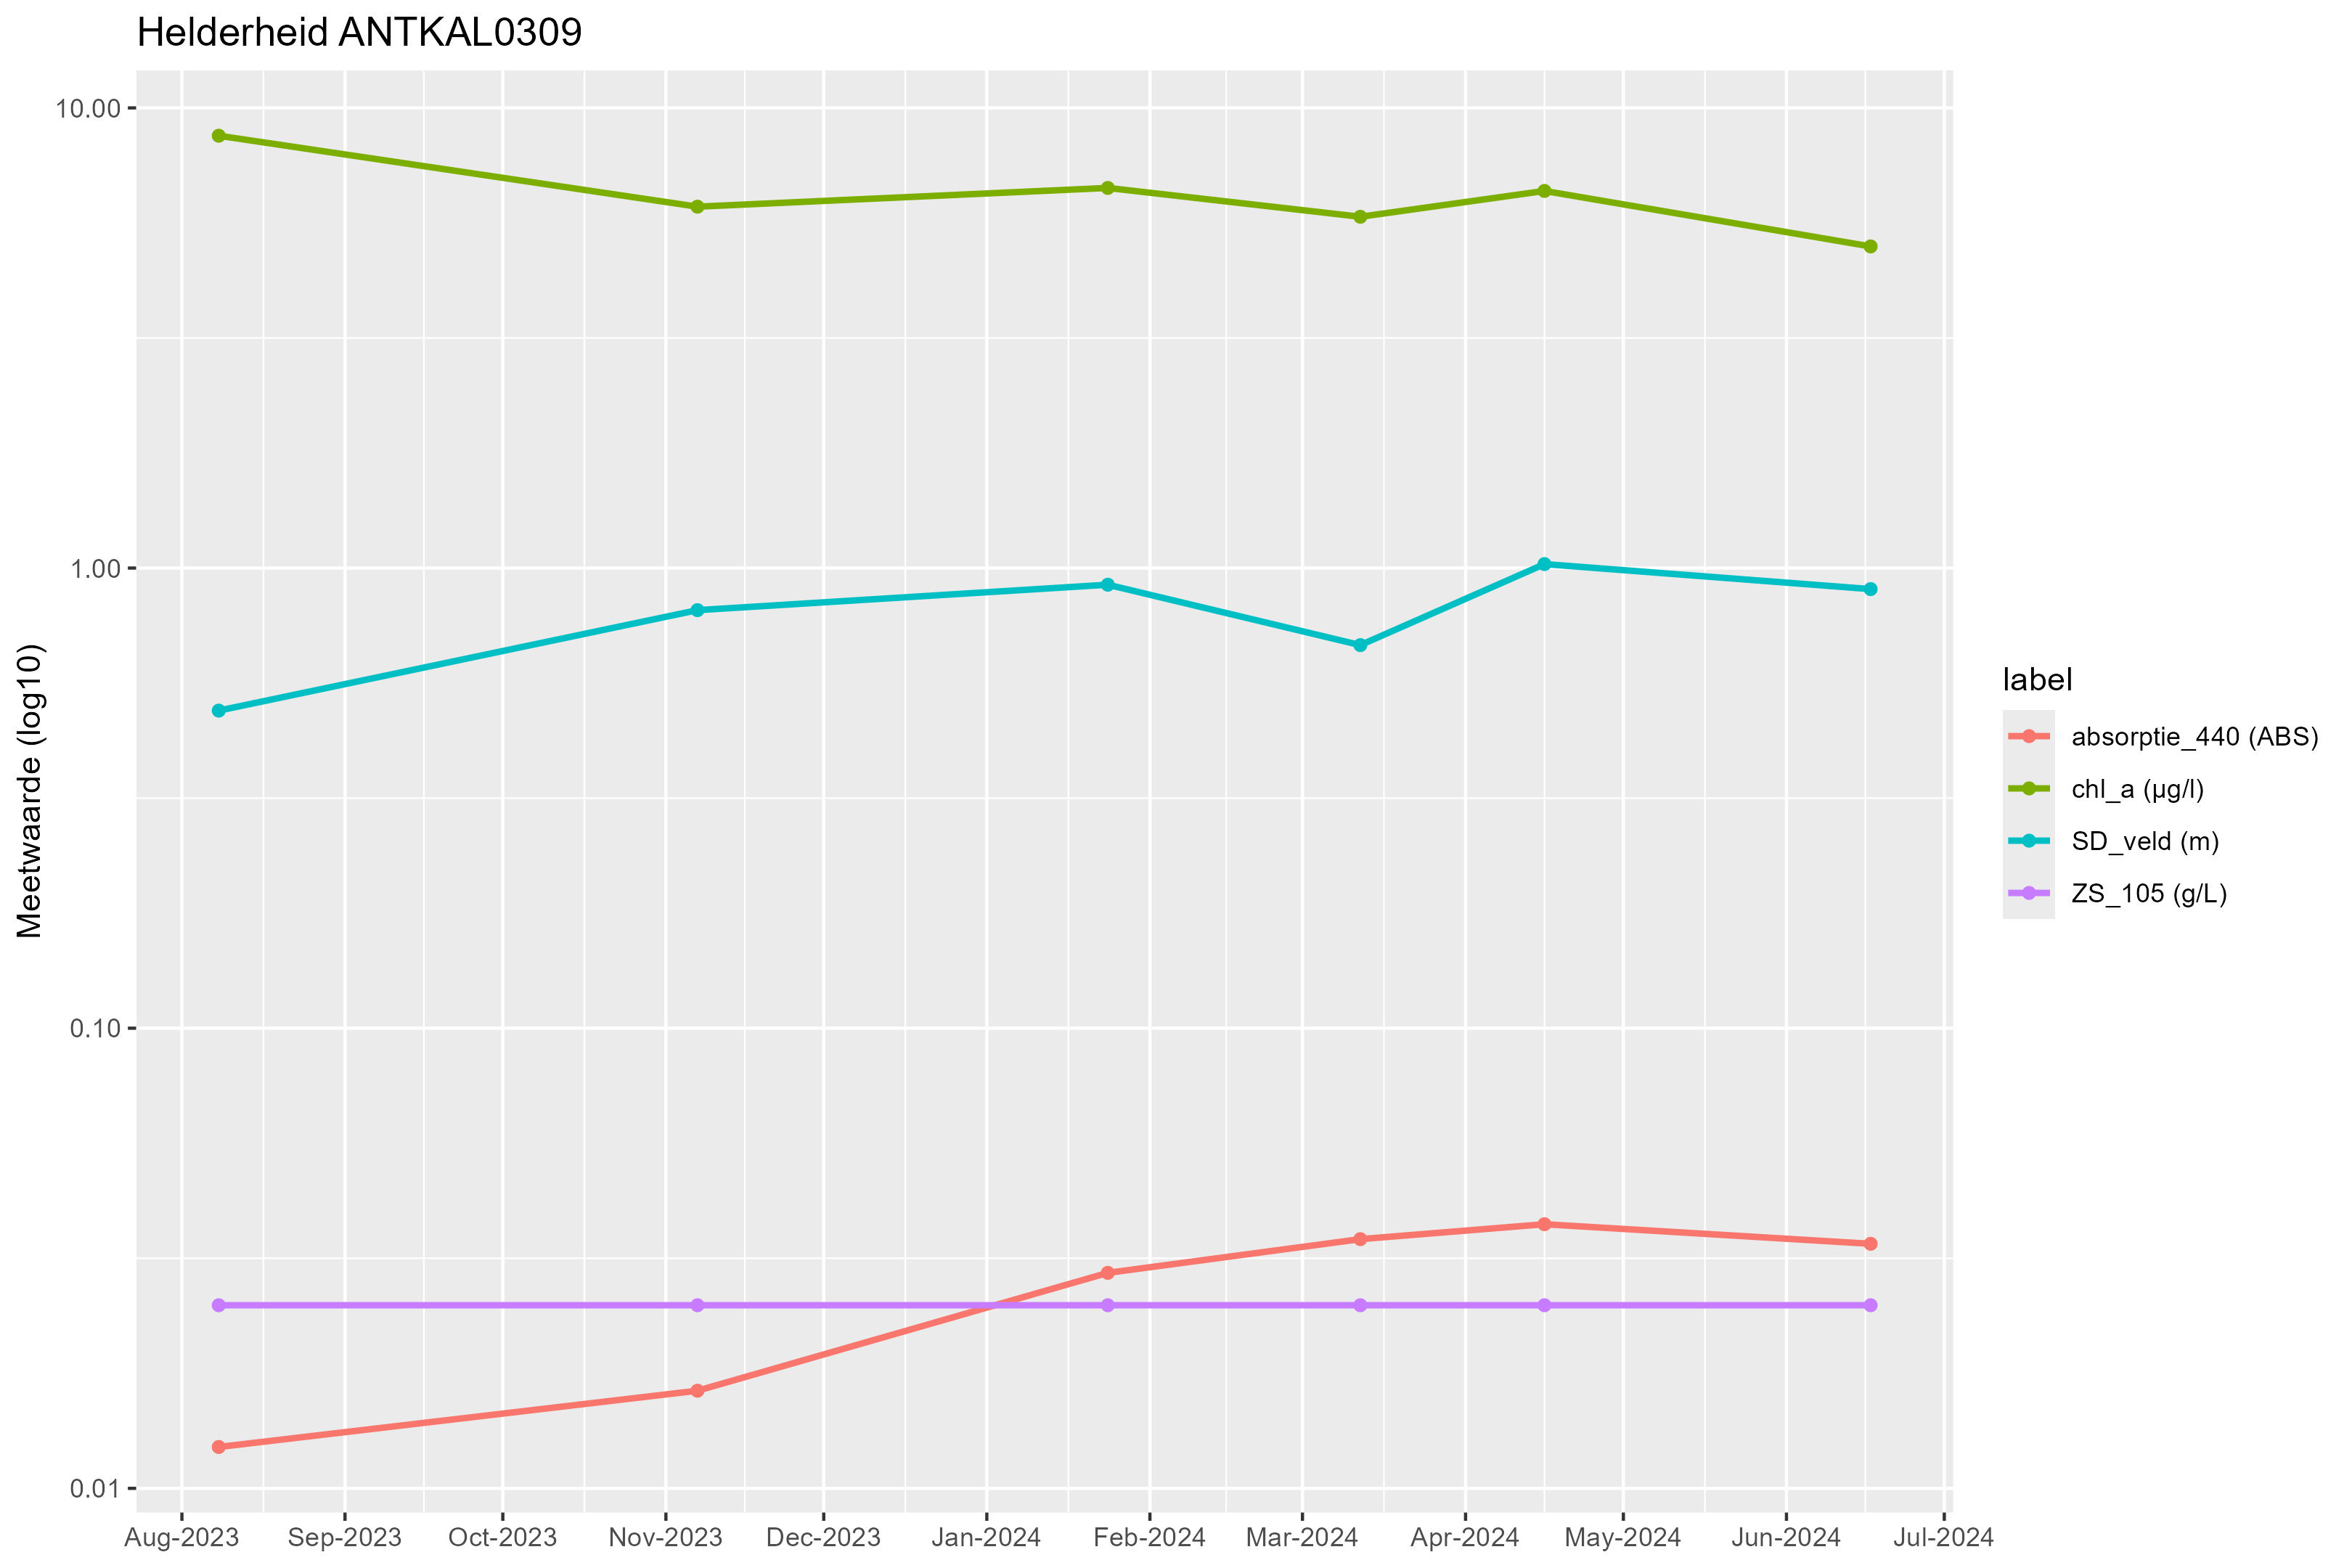 Helderheid ANTKAL0309
Meetwaarde (log10)
10.00
1.00
0.10
0.01
Aug-2023 Sep-2023 Oct-2023 Nov-2023 Dec-2023 Jan-2024 Feb-2024 Mar-2024 Apr-2024 May-2024 Jun-2024 Jul-2024
label
absorptie_440 (ABS)
chl_a (µg/l)
SD_veld (m)
ZS_105 (g/L)